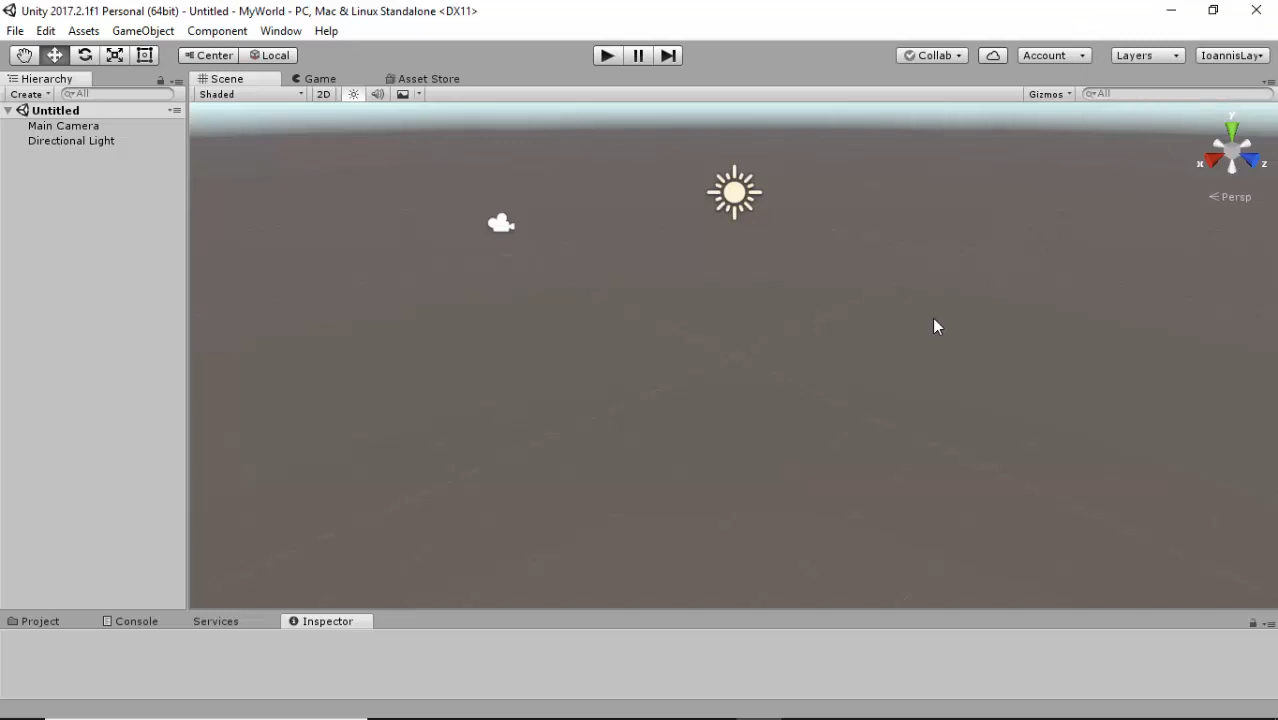 Unity 2017.2.1f1 Personal (64bit) - Untitled - MyWorld - PC, Mac & Linux Standalone <DX11>
File Edit Assets GameObject Component Window Help
Center Local Collab Account Layers IoannisLay
Hierarchy Scene Game Asset Store
Create All Shaded 2D Gizmos All
Untitled
Main Camera
Directional Light
y
x z
Persp
Project Console Services Inspector